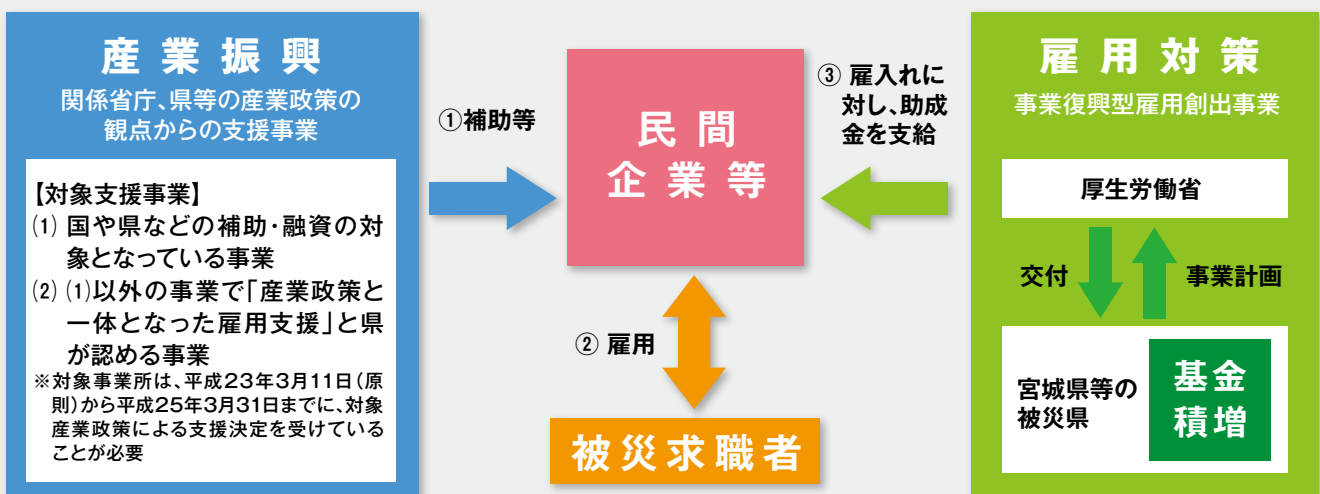 産業振興
関係省庁、県等の産業政策の
観点からの支援事業
【対象支援事業】
⑴ 国や県などの補助・融資の対
象となっている事業
⑵ ⑴以外の事業で「産業政策と
一体となった雇用支援」と県
が認める事業
※対象事業所は、平成23年3月11日（原
則）から平成25年3月31日までに、対象
産業政策による支援決定を受けている
ことが必要
①補助等
民間
企業等
② 雇用
被災求職者
③ 雇入れに
対し、助成
金を支給
雇用対策
事業復興型雇用創出事業
厚生労働省
交付
事業計画
宮城県等の
被災県
基金
積増